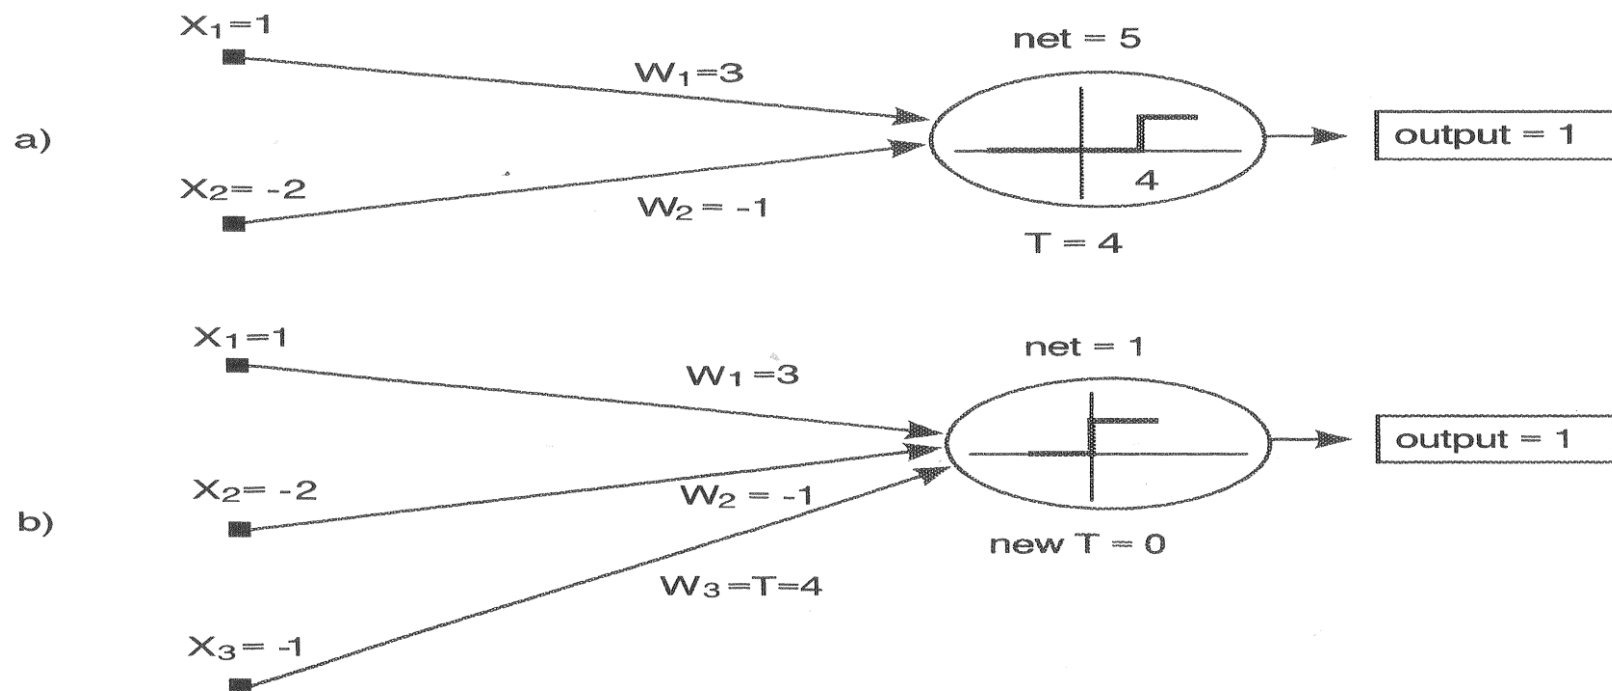 a)
X₁=1
W₁=3
X₂= -2
W₂= -1
net = 5
4
T = 4
output = 1
b)
X₁=1
W₁=3
X₂= -2
W₂= -1
X₃= -1
W₃=T=4
net = 1
new T = 0
output = 1